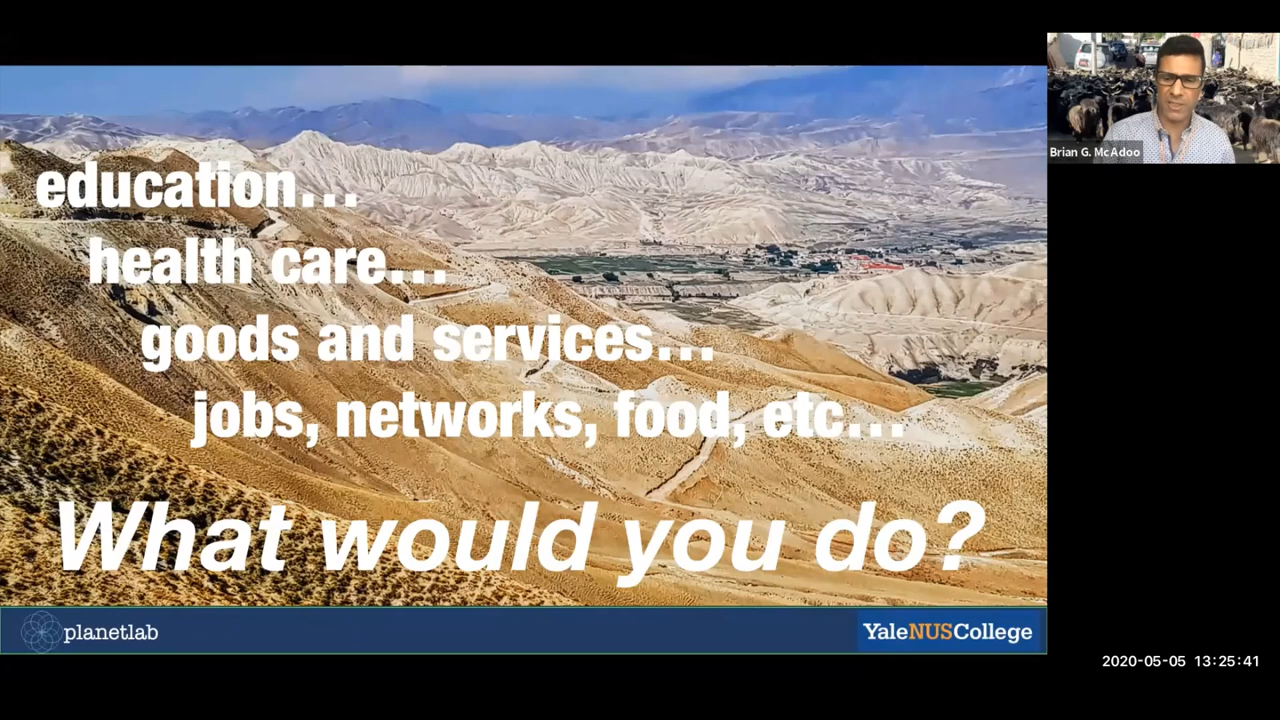 education...
health care...
goods and services...
jobs, networks, food, etc...
What would you do?
planetlab
YaleNUSCollege
Brian G. McAdoo
2020-05-05 13:25:41